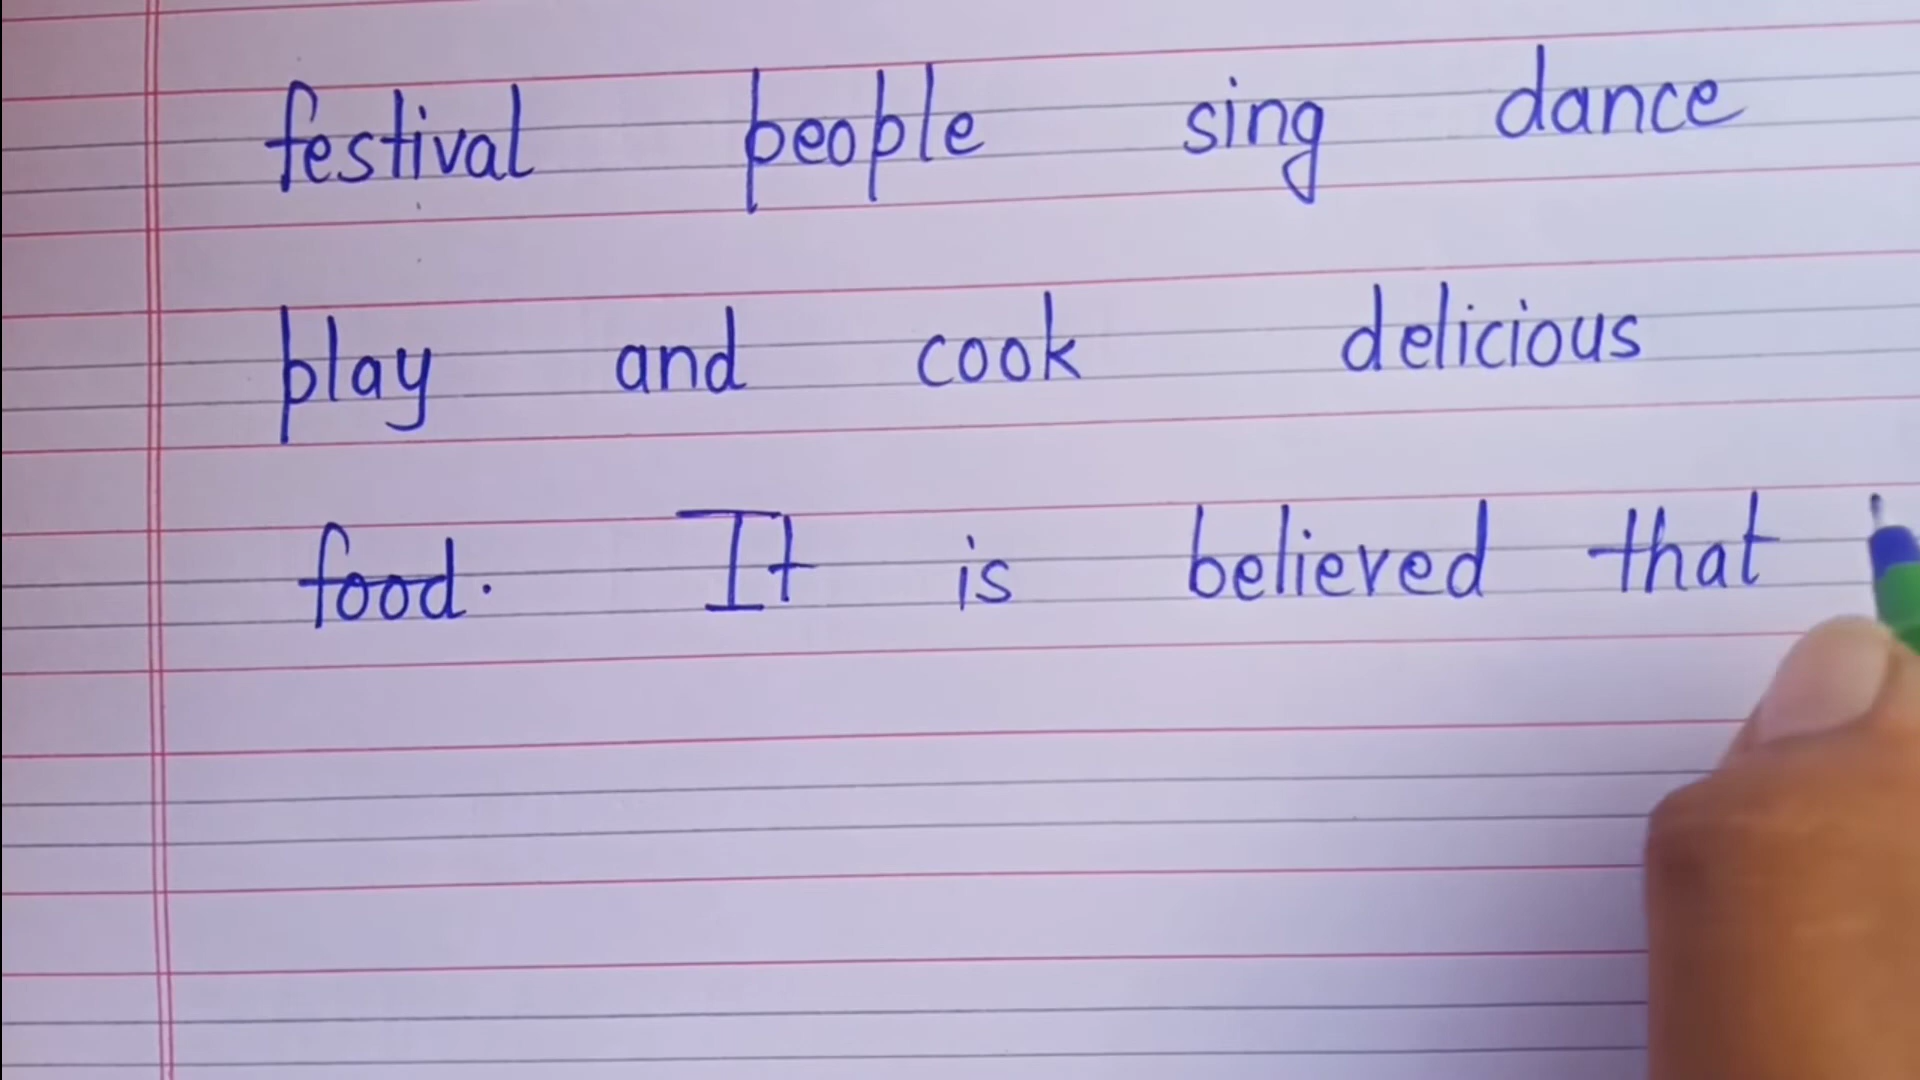 festival people sing dance
play and cook delicious
food. It is believed that